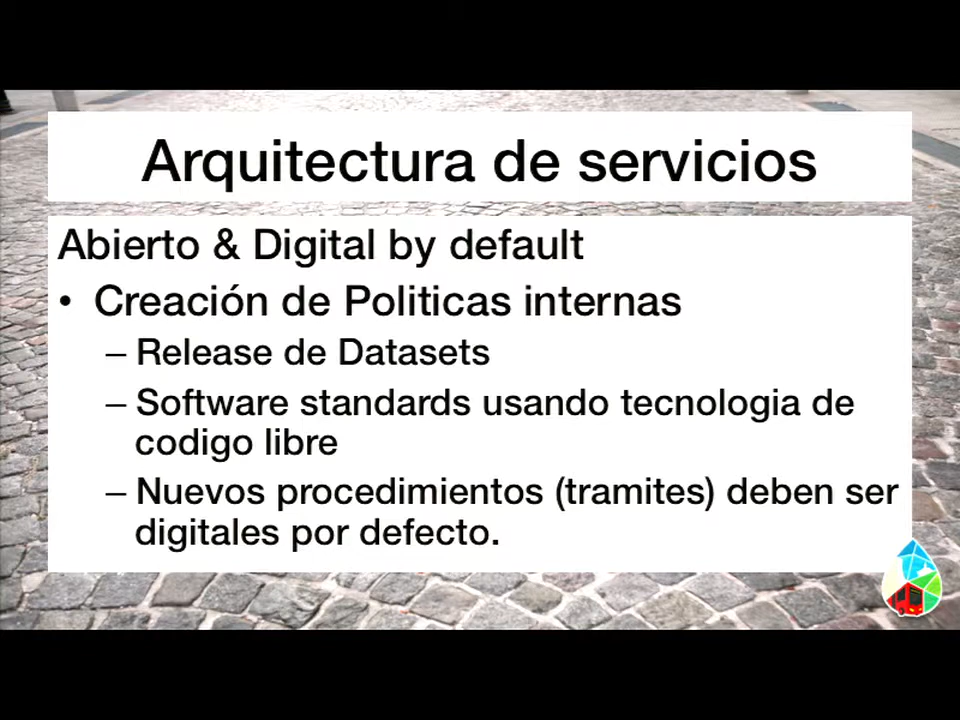 Arquitectura de servicios
Abierto & Digital by default
• Creación de Politicas internas
– Release de Datasets
– Software standards usando tecnologia de
codigo libre
– Nuevos procedimientos (tramites) deben ser
digitales por defecto.